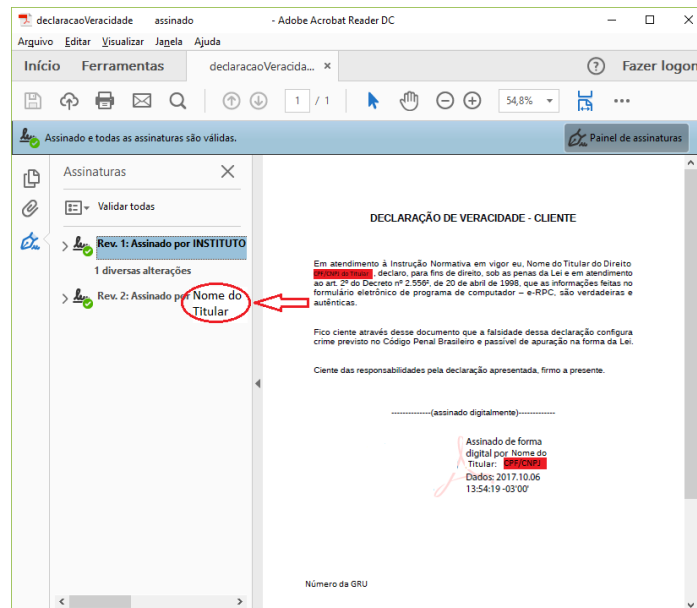 declaracaoVeracidade assinado - Adobe Acrobat Reader DC
Arquivo Editar Visualizar Janela Ajuda
Início Ferramentas declaracaoVeracida... × Fazer logon
1 / 1 54,8%
Assinado e todas as assinaturas são válidas. Painel de assinaturas
Assinaturas
Validar todas
Rev. 1: Assinado por INSTITUTO
1 diversas alterações
Rev. 2: Assinado por Nome do
Titular
DECLARAÇÃO DE VERACIDADE - CLIENTE
Em atendimento à Instrução Normativa em vigor eu, Nome do Titular do Direito
CPF/CNPJ do Titular, declaro, para fins de direito, sob as penas da Lei e em atendimento
ao art. 2º do Decreto nº 2.556², de 20 de abril de 1998, que as informações feitas no
formulário eletrônico de programa de computador – e-RPC, são verdadeiras e
autênticas.
Fico ciente através desse documento que a falsidade dessa declaração configura
crime previsto no Código Penal Brasileiro e passível de apuração na forma da Lei.
Ciente das responsabilidades pela declaração apresentada, firmo a presente.
--------------(assinado digitalmente)-------------
Assinado de forma
digital por Nome do
Titular: CPF/CNPJ
Dados: 2017.10.06
13:54:19 -03'00'
Número da GRU